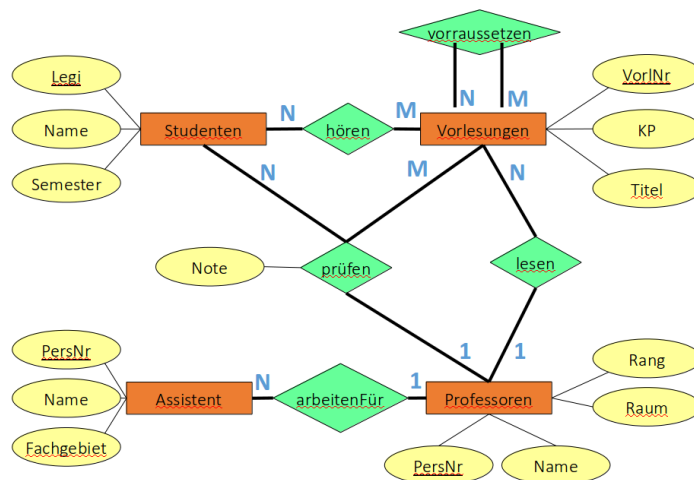 vorraussetzen
Legi
VorlNr
N
M
Name
Studenten
N
hören
M
Vorlesungen
KP
Semester
N
M
N
Titel
Note
prüfen
lesen
PersNr
1
1
Rang
Name
Assistent
N
arbeitenFür
1
Professoren
Raum
Fachgebiet
PersNr
Name